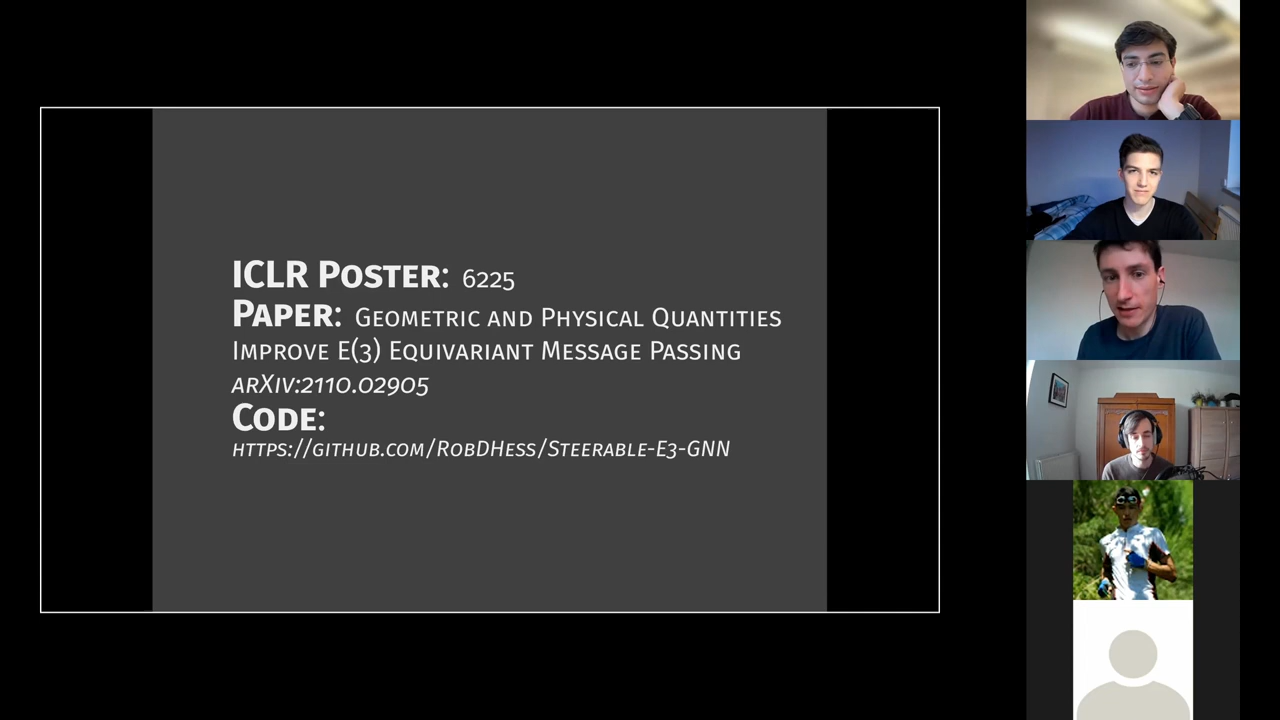 ICLR Poster: 6225
Paper: Geometric and Physical Quantities
Improve E(3) Equivariant Message Passing
arXiv:2110.02905
Code:
https://github.com/RobDHess/Steerable-E3-GNN